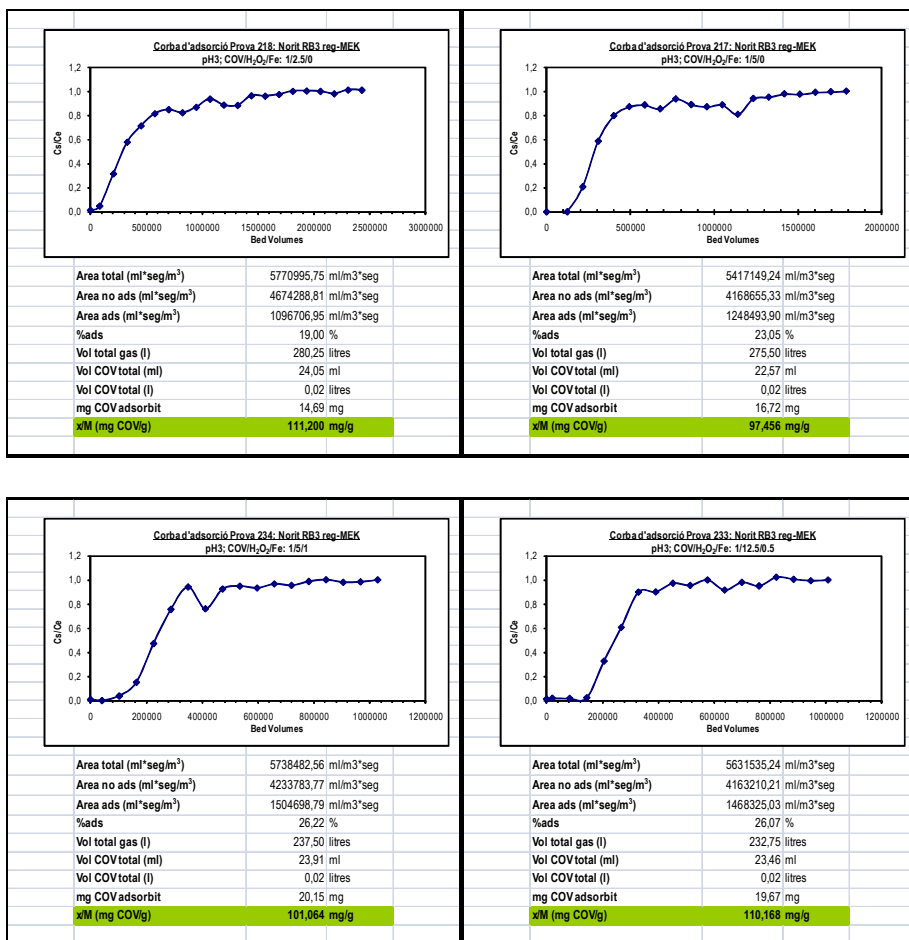 Corba d'adsorció Prova 218: Norit RB3 reg-MEK
pH3; COV/H₂O₂/Fe: 1/2.5/0
1,2
1,0
0,8
0,6
0,4
0,2
0,0
Cs/Ce
0 500000 1000000 1500000 2000000 2500000 3000000
Bed Volumes
Area total (ml*seg/m³) 5770995,75 ml/m3*seg
Area no ads (ml*seg/m³) 4674288,81 ml/m3*seg
Area ads (ml*seg/m³) 1096706,95 ml/m3*seg
%ads 19,00 %
Vol total gas (l) 280,25 litres
Vol COV total (ml) 24,05 ml
Vol COV total (l) 0,02 litres
mg COV adsorbit 14,69 mg
x/M (mg COV/g) 111,200 mg/g
Corba d'adsorció Prova 217: Norit RB3 reg-MEK
pH3; COV/H₂O₂/Fe: 1/5/0
1,2
1,0
0,8
0,6
0,4
0,2
0,0
Cs/Ce
0 500000 1000000 1500000 2000000
Bed Volumes
Area total (ml*seg/m³) 5417149,24 ml/m3*seg
Area no ads (ml*seg/m³) 4168655,33 ml/m3*seg
Area ads (ml*seg/m³) 1248493,90 ml/m3*seg
%ads 23,05 %
Vol total gas (l) 275,50 litres
Vol COV total (ml) 22,57 ml
Vol COV total (l) 0,02 litres
mg COV adsorbit 16,72 mg
x/M (mg COV/g) 97,456 mg/g
Corba d'adsorció Prova 234: Norit RB3 reg-MEK
pH3; COV/H₂O₂/Fe: 1/5/1
1,2
1,0
0,8
0,6
0,4
0,2
0,0
Cs/Ce
0 200000 400000 600000 800000 1000000 1200000
Bed Volumes
Area total (ml*seg/m³) 5738482,56 ml/m3*seg
Area no ads (ml*seg/m³) 4233783,77 ml/m3*seg
Area ads (ml*seg/m³) 1504698,79 ml/m3*seg
%ads 26,22 %
Vol total gas (l) 237,50 litres
Vol COV total (ml) 23,91 ml
Vol COV total (l) 0,02 litres
mg COV adsorbit 20,15 mg
x/M (mg COV/g) 101,064 mg/g
Corba d'adsorció Prova 233: Norit RB3 reg-MEK
pH3; COV/H₂O₂/Fe: 1/12.5/0.5
1,2
1,0
0,8
0,6
0,4
0,2
0,0
Cs/Ce
0 200000 400000 600000 800000 1000000 1200000
Bed Volumes
Area total (ml*seg/m³) 5631535,24 ml/m3*seg
Area no ads (ml*seg/m³) 4163210,21 ml/m3*seg
Area ads (ml*seg/m³) 1468325,03 ml/m3*seg
%ads 26,07 %
Vol total gas (l) 232,75 litres
Vol COV total (ml) 23,46 ml
Vol COV total (l) 0,02 litres
mg COV adsorbit 19,67 mg
x/M (mg COV/g) 110,168 mg/g